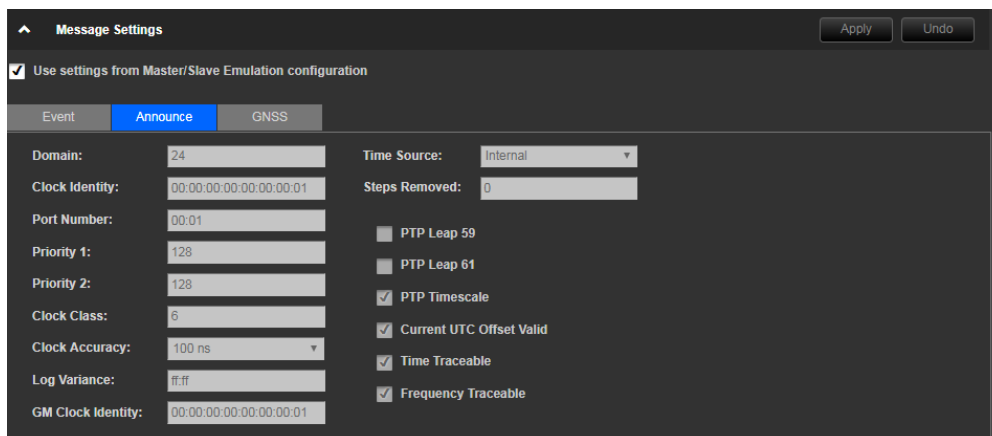 Message Settings
Apply
Undo
Use settings from Master/Slave Emulation configuration
Event
Announce
GNSS
Domain: 24
Clock Identity: 00:00:00:00:00:00:00:01
Port Number: 00:01
Priority 1: 128
Priority 2: 128
Clock Class: 6
Clock Accuracy: 100 ns
Log Variance: ff:ff
GM Clock Identity: 00:00:00:00:00:00:00:01
Time Source: Internal
Steps Removed: 0
PTP Leap 59
PTP Leap 61
PTP Timescale
Current UTC Offset Valid
Time Traceable
Frequency Traceable